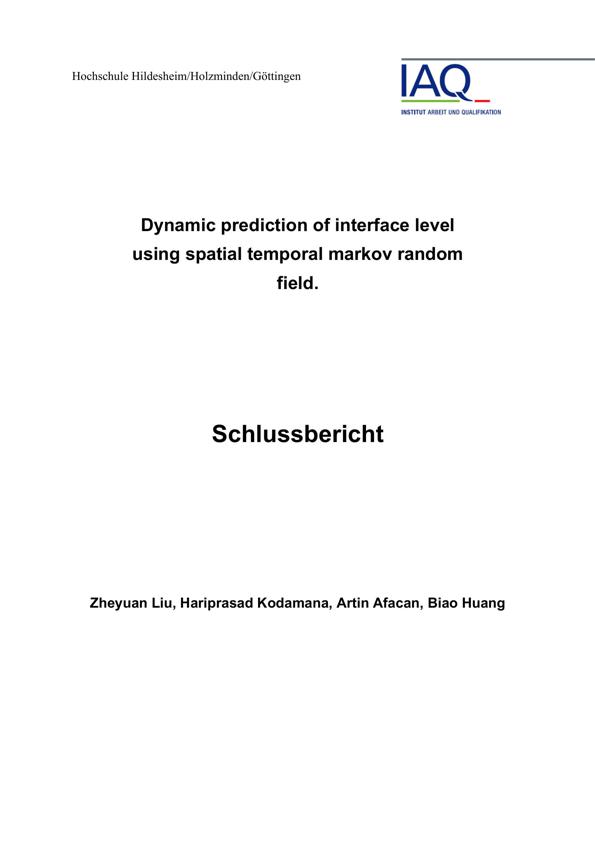 Hochschule Hildesheim/Holzminden/Göttingen
IAQ
INSTITUT ARBEIT UND QUALIFIKATION
Dynamic prediction of interface level
using spatial temporal markov random
field.
Schlussbericht
Zheyuan Liu, Hariprasad Kodamana, Artin Afacan, Biao Huang